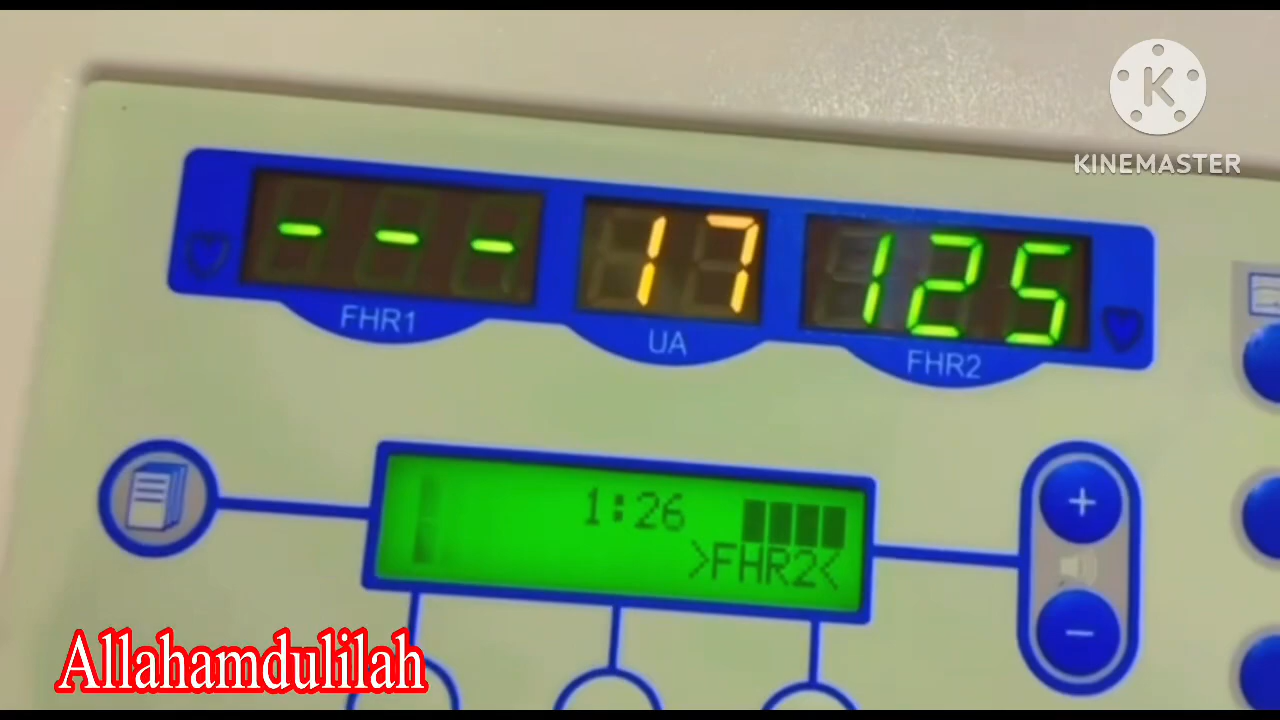 K
KINEMASTER
--- 17 125
FHR1 UA FHR2
1:26
>FHR2<
+
-
Allahamdulilah